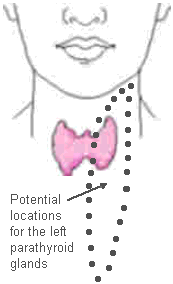 Potential
locations
for the left
parathyroid
glands